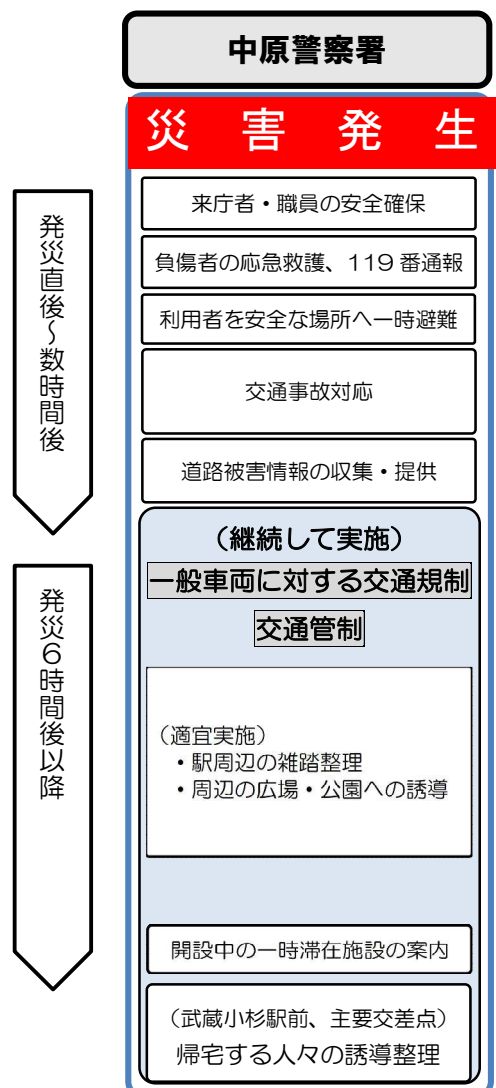 中原警察署
災害発生
発災直後～数時間後
来庁者・職員の安全確保
負傷者の応急救護、119番通報
利用者を安全な場所へ一時避難
交通事故対応
道路被害情報の収集・提供
（継続して実施）
一般車両に対する交通規制
交通管制
発災6時間後以降
（適宜実施）
・駅周辺の雑踏整理
・周辺の広場・公園への誘導
開設中の一時滞在施設の案内
（武蔵小杉駅前、主要交差点）
帰宅する人々の誘導整理